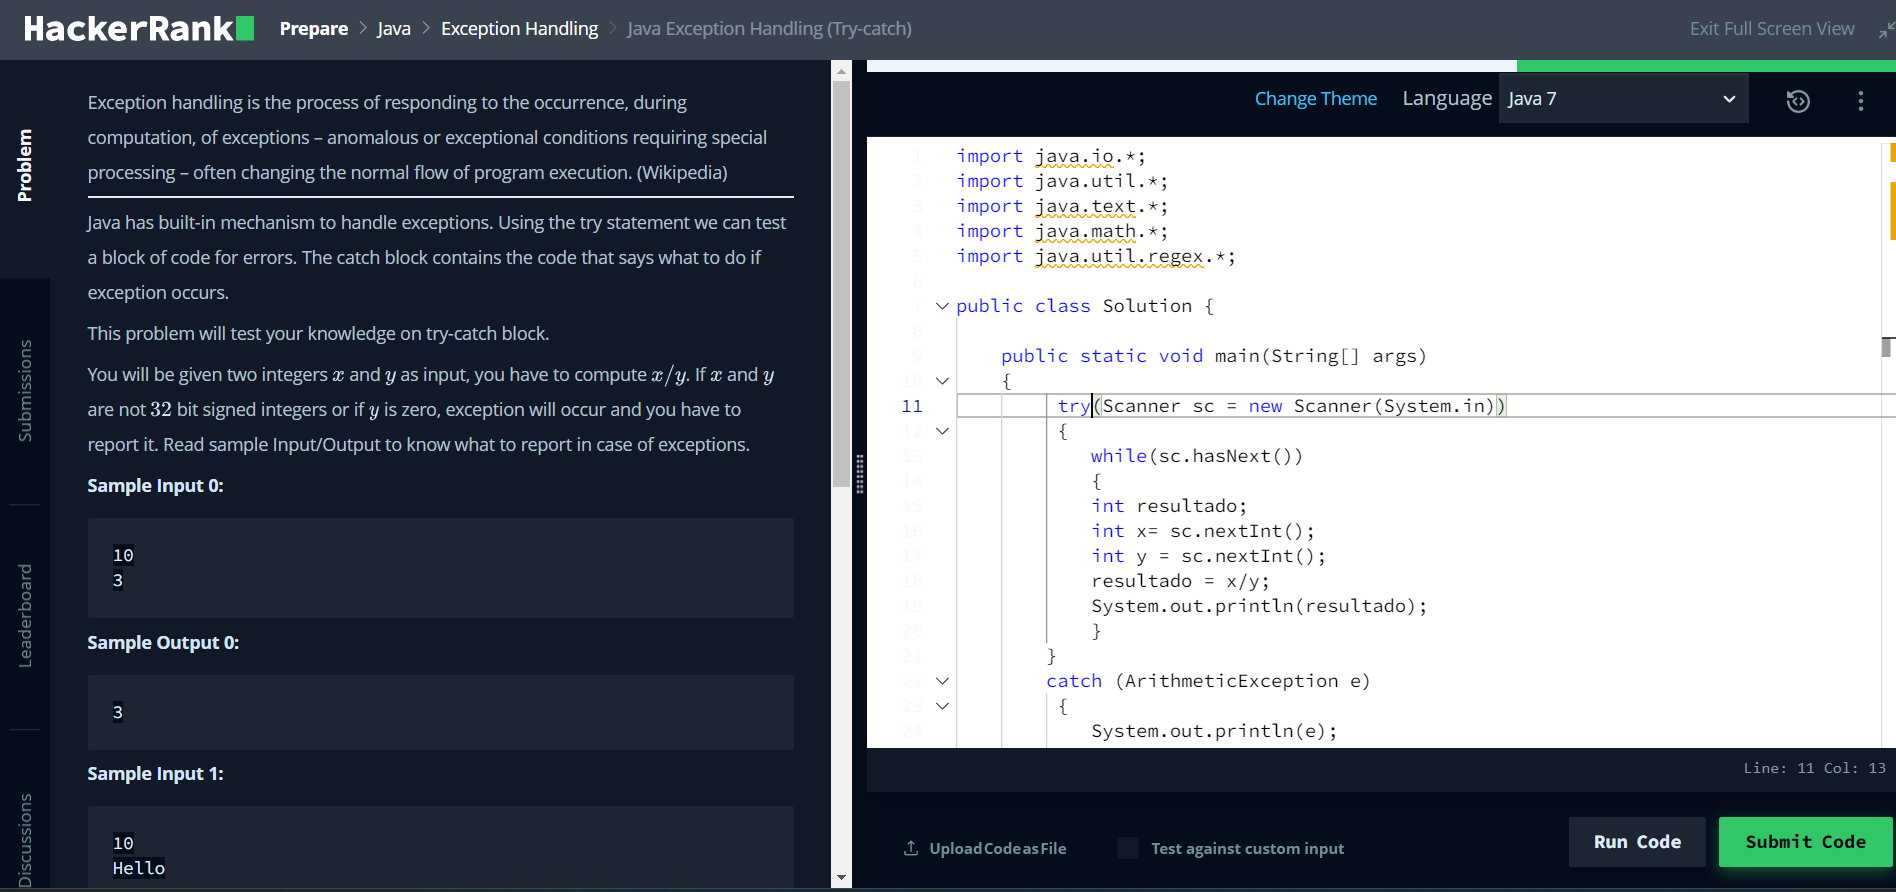 HackerRank
Prepare > Java > Exception Handling > Java Exception Handling (Try-catch)
Exit Full Screen View
Problem
Submissions
Leaderboard
Discussions
Exception handling is the process of responding to the occurrence, during
computation, of exceptions – anomalous or exceptional conditions requiring special
processing – often changing the normal flow of program execution. (Wikipedia)
Java has built-in mechanism to handle exceptions. Using the try statement we can test
a block of code for errors. The catch block contains the code that says what to do if
exception occurs.
This problem will test your knowledge on try-catch block.
You will be given two integers x and y as input, you have to compute x/y. If x and y
are not 32 bit signed integers or if y is zero, exception will occur and you have to
report it. Read sample Input/Output to know what to report in case of exceptions.
Sample Input 0:
10
3
Sample Output 0:
3
Sample Input 1:
10
Hello
Change Theme Language Java 7
1 import java.io.*;
2 import java.util.*;
3 import java.text.*;
4 import java.math.*;
5 import java.util.regex.*;
6
7 public class Solution {
8
9 public static void main(String[] args)
10 {
11 try(Scanner sc = new Scanner(System.in))
12 {
13 while(sc.hasNext())
14 {
15 int resultado;
16 int x= sc.nextInt();
17 int y = sc.nextInt();
18 resultado = x/y;
19 System.out.println(resultado);
20 }
21 }
22 catch (ArithmeticException e)
23 {
24 System.out.println(e);
Line: 11 Col: 13
Upload Code as File
Test against custom input
Run Code
Submit Code